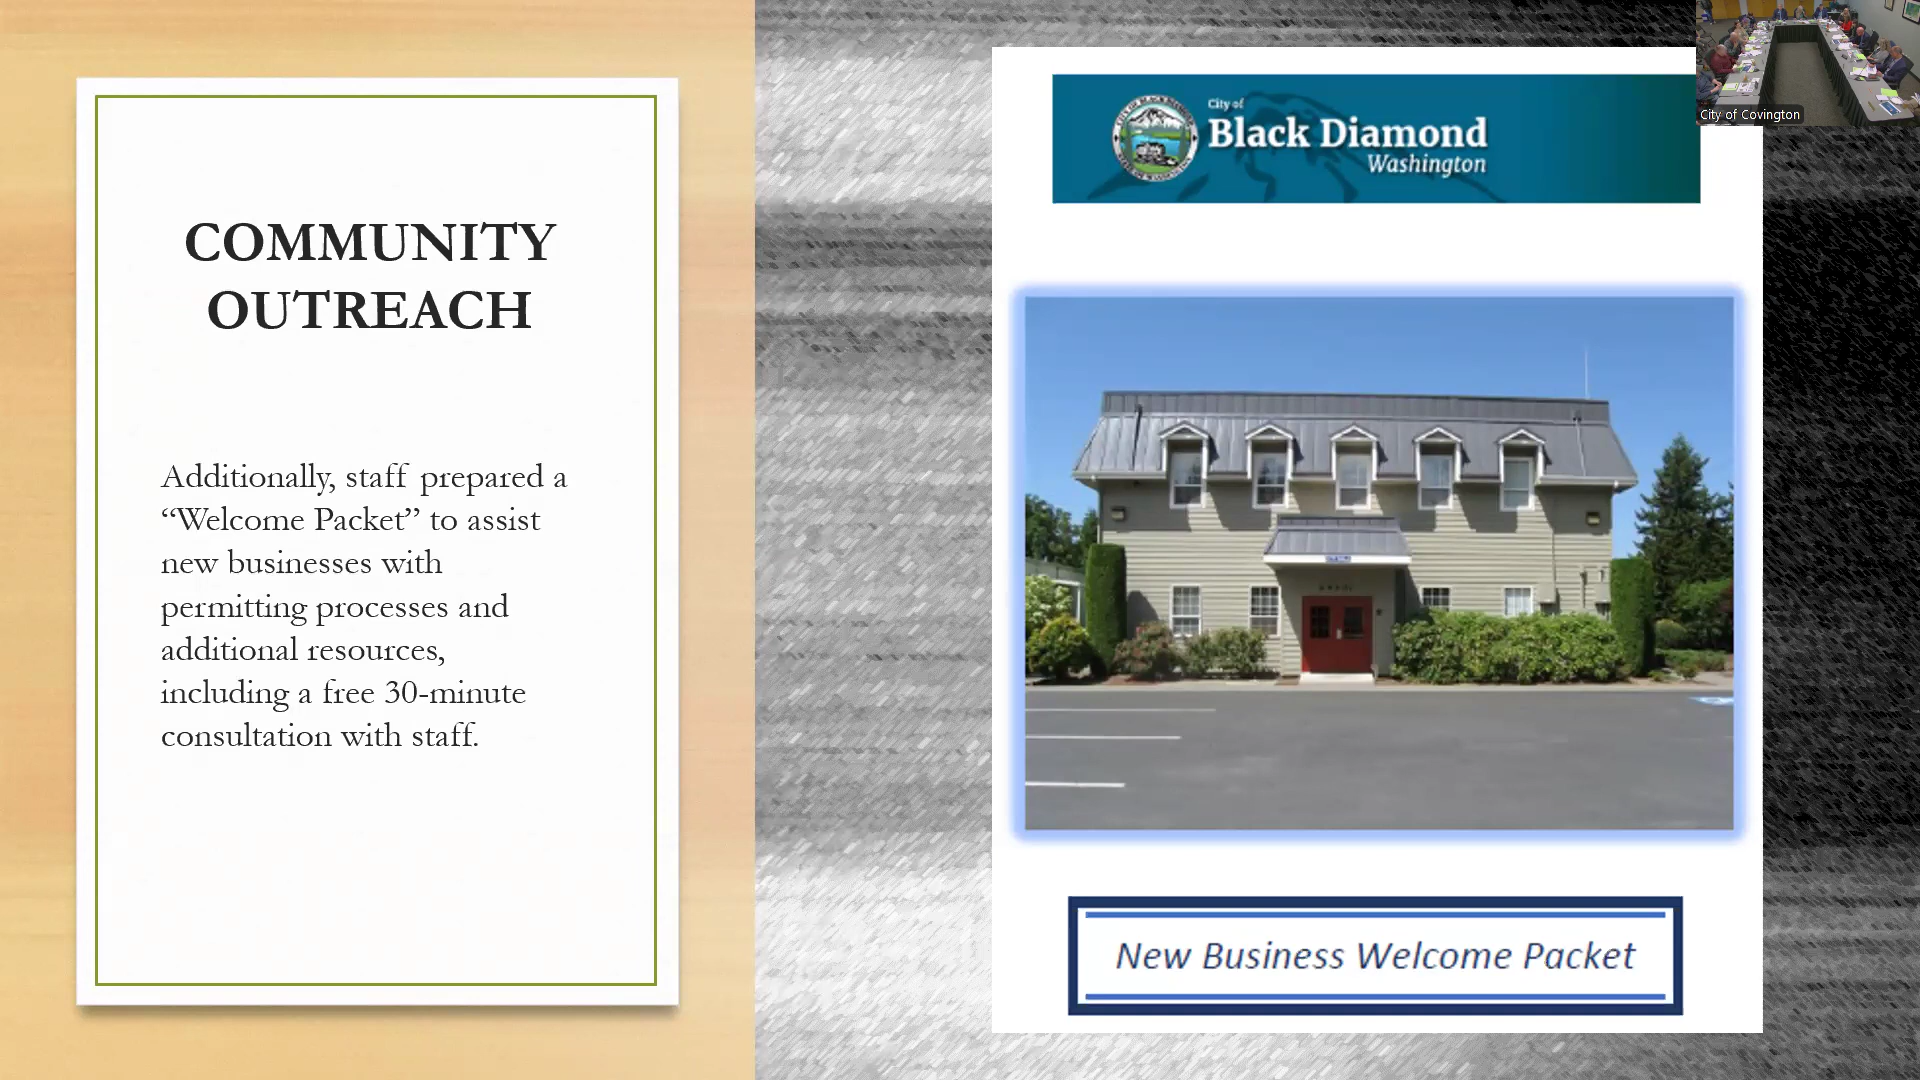 COMMUNITY
OUTREACH
Additionally, staff prepared a
“Welcome Packet” to assist
new businesses with
permitting processes and
additional resources,
including a free 30-minute
consultation with staff.
City of
Black Diamond
Washington
New Business Welcome Packet
City of Covington